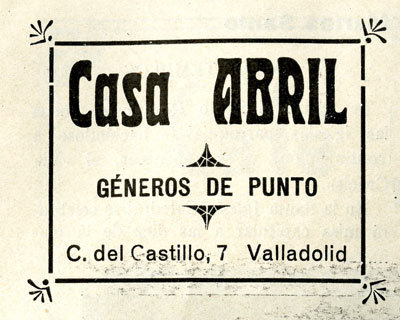 Casa ABRIL
GÉNEROS DE PUNTO
C. del Castillo, 7 Valladolid